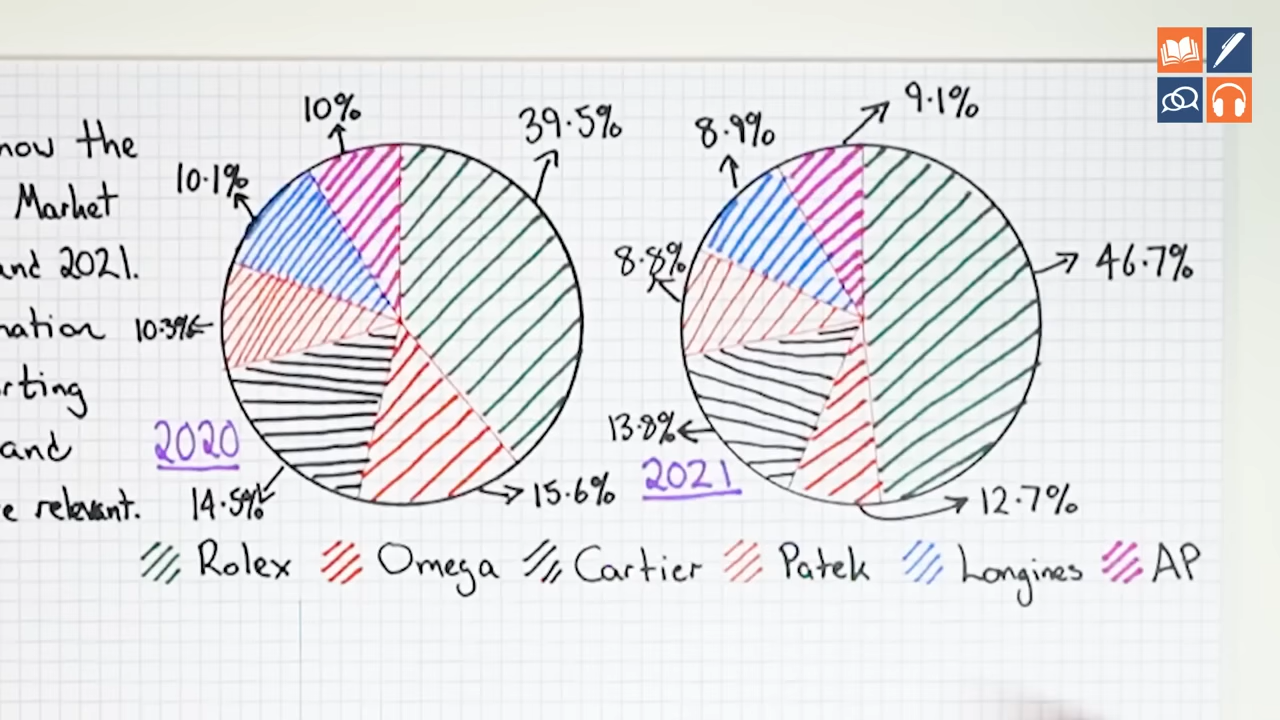 now the
Market
and 2021.
mation
rting
and
e relevant.
10%
39.5%
10.1%
10.3%
14.5%
15.6%
2020
9.1%
8.9%
46.7%
8.8%
13.8%
12.7%
2021
Rolex Omega Cartier Patek Longines AP